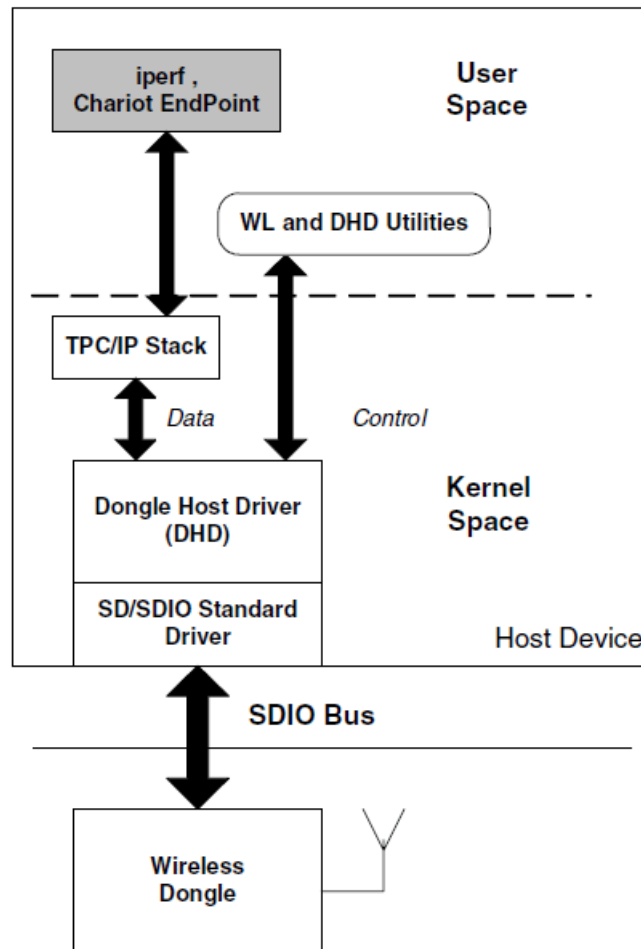 iperf ,
Chariot EndPoint
User
Space
WL and DHD Utilities
TPC/IP Stack
Data
Control
Dongle Host Driver
(DHD)
Kernel
Space
SD/SDIO Standard
Driver
Host Device
SDIO Bus
Wireless
Dongle